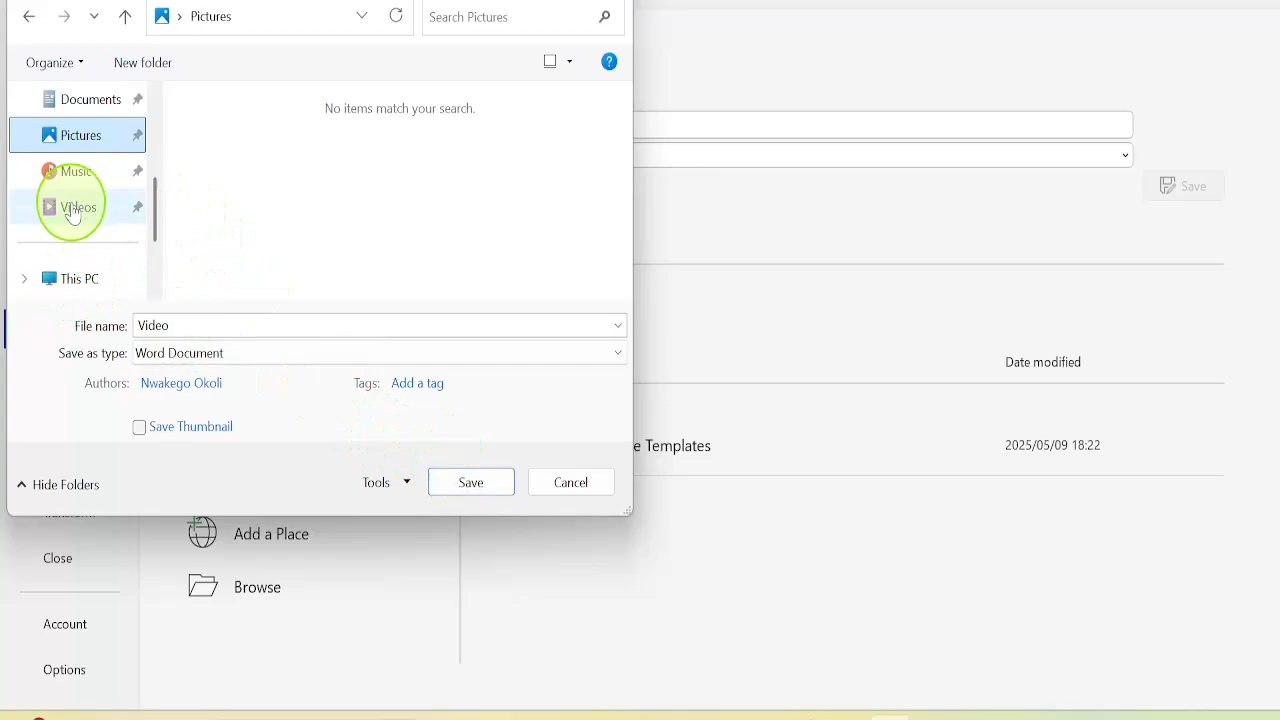 Pictures
Search Pictures
Organize
New folder
?
Documents
No items match your search.
Pictures
Music
Videos
Save
This PC
File name: Video
Save as type: Word Document
Date modified
Authors: Nwakego Okoli
Tags: Add a tag
Save Thumbnail
e Templates
2025/05/09 18:22
Tools
Save
Cancel
Hide Folders
Add a Place
Close
Browse
Account
Options